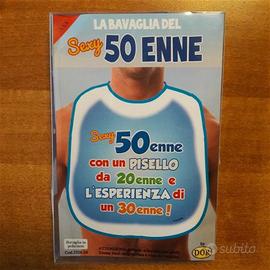 LA BAVAGLIA DEL
Sexy 50 ENNE
Sexy 50enne
con un PISELLO
da 20enne e
L'ESPERIENZA di
un 30enne!
DOR
subito